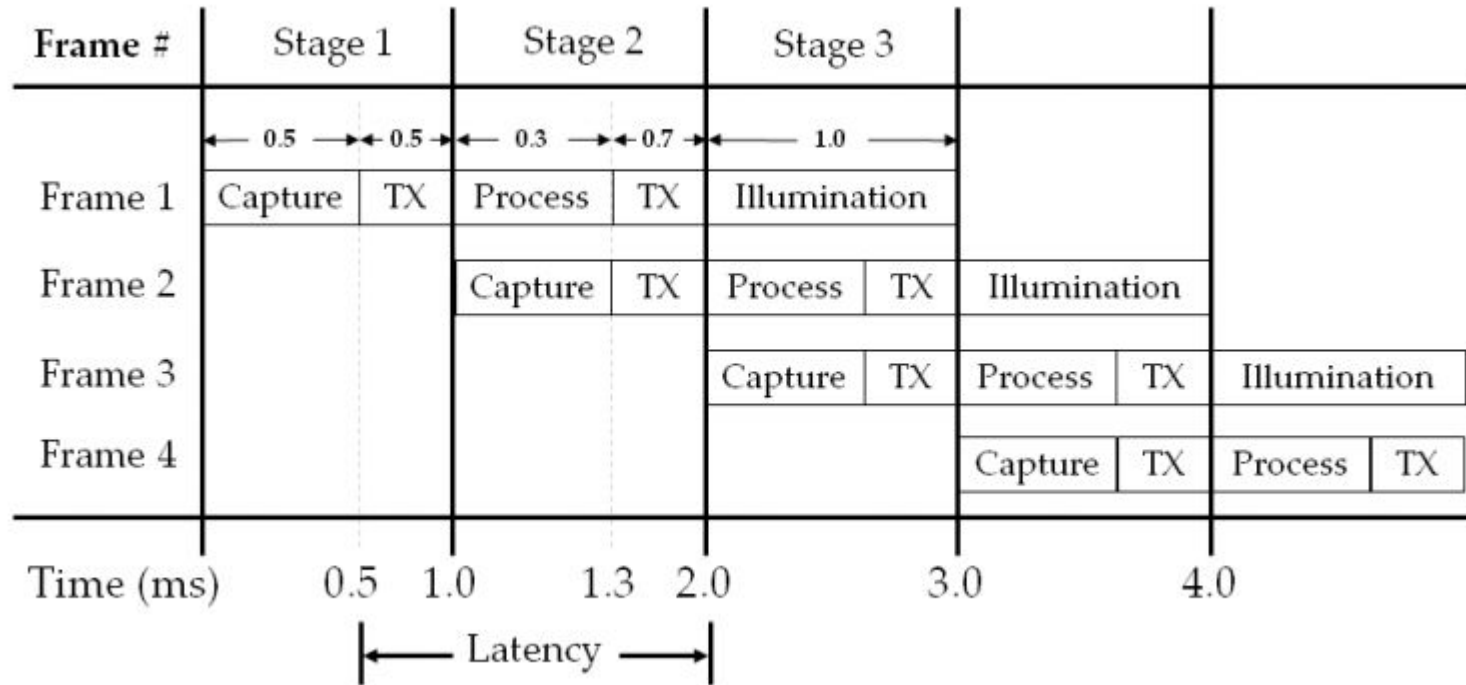 Frame # Stage 1 Stage 2 Stage 3
0.5 0.5 0.3 0.7 1.0
Frame 1 Capture TX Process TX Illumination
Frame 2 Capture TX Process TX Illumination
Frame 3 Capture TX Process TX Illumination
Frame 4 Capture TX Process TX
Time (ms) 0.5 1.0 1.3 2.0 3.0 4.0
Latency